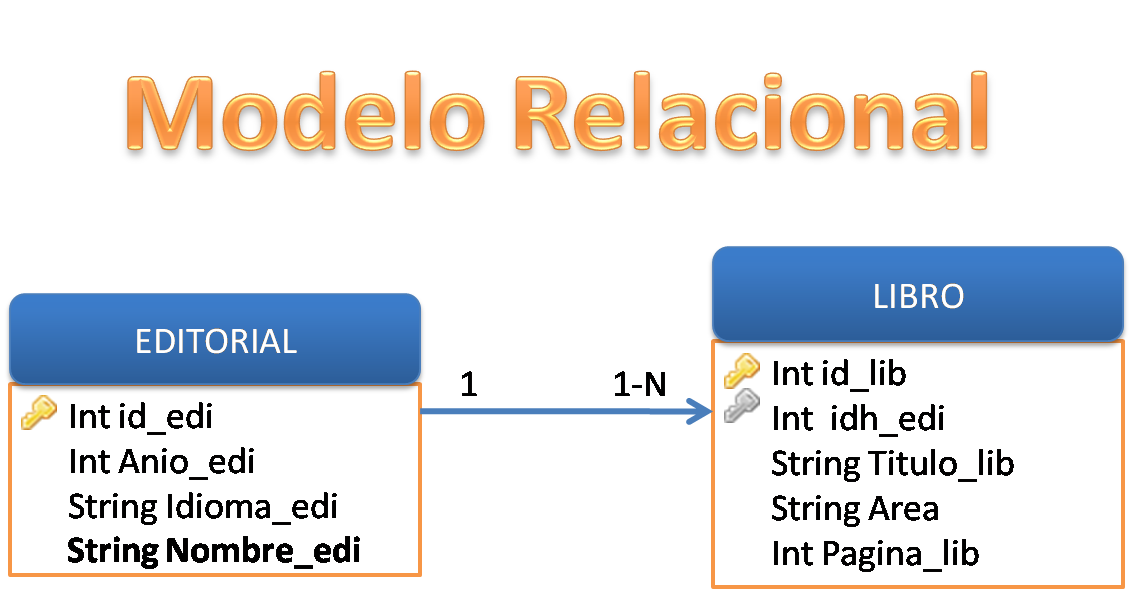 Modelo Relacional
EDITORIAL
Int id_edi
Int Anio_edi
String Idioma_edi
String Nombre_edi
1
1-N
LIBRO
Int id_lib
Int idh_edi
String Titulo_lib
String Area
Int Pagina_lib